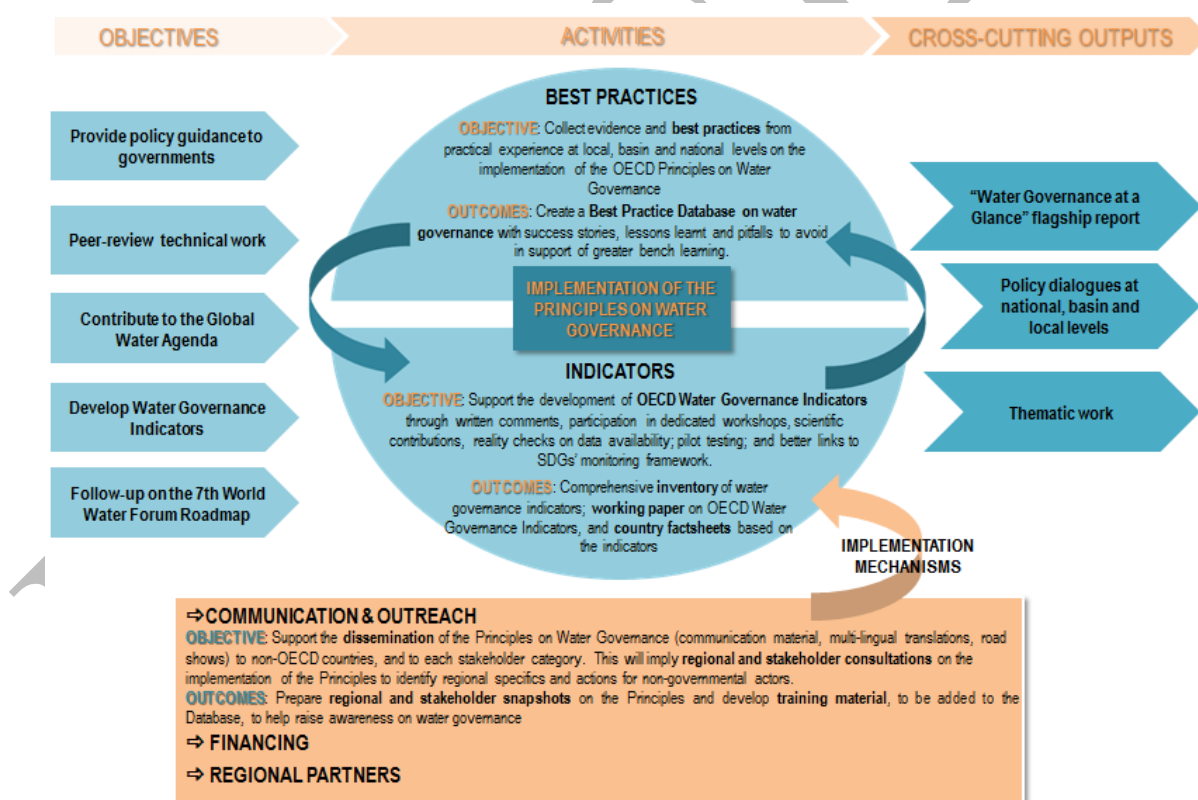 OBJECTIVES
ACTIVITIES
CROSS-CUTTING OUTPUTS
Provide policy guidance to
governments
Peer-review technical work
Contribute to the Global
Water Agenda
Develop Water Governance
Indicators
Follow-up on the 7th World
Water Forum Roadmap
BEST PRACTICES
OBJECTIVE: Collect evidence and best practices from
practical experience at local, basin and national levels on the
implementation of the OECD Principles on Water
Governance
OUTCOMES: Create a Best Practice Database on water
governance with success stories, lessons learnt and pitfalls to avoid
in support of greater bench learning.
IMPLEMENTATION OF THE
PRINCIPLES ON WATER
GOVERNANCE
INDICATORS
OBJECTIVE: Support the development of OECD Water Governance Indicators
through written comments, participation in dedicated workshops, scientific
contributions, reality checks on data availability; pilot testing; and better links to
SDGs' monitoring framework.
OUTCOMES: Comprehensive inventory of water
governance indicators; working paper on OECD Water
Governance Indicators, and country factsheets based on
the indicators
"Water Governance at a
Glance" flagship report
Policy dialogues at
national, basin and
local levels
Thematic work
IMPLEMENTATION
MECHANISMS
⇨COMMUNICATION & OUTREACH
OBJECTIVE: Support the dissemination of the Principles on Water Governance (communication material, multi-lingual translations, road
shows) to non-OECD countries, and to each stakeholder category. This will imply regional and stakeholder consultations on the
implementation of the Principles to identify regional specifics and actions for non-governmental actors.
OUTCOMES: Prepare regional and stakeholder snapshots on the Principles and develop training material, to be added to the
Database, to help raise awareness on water governance
⇨ FINANCING
⇨ REGIONAL PARTNERS